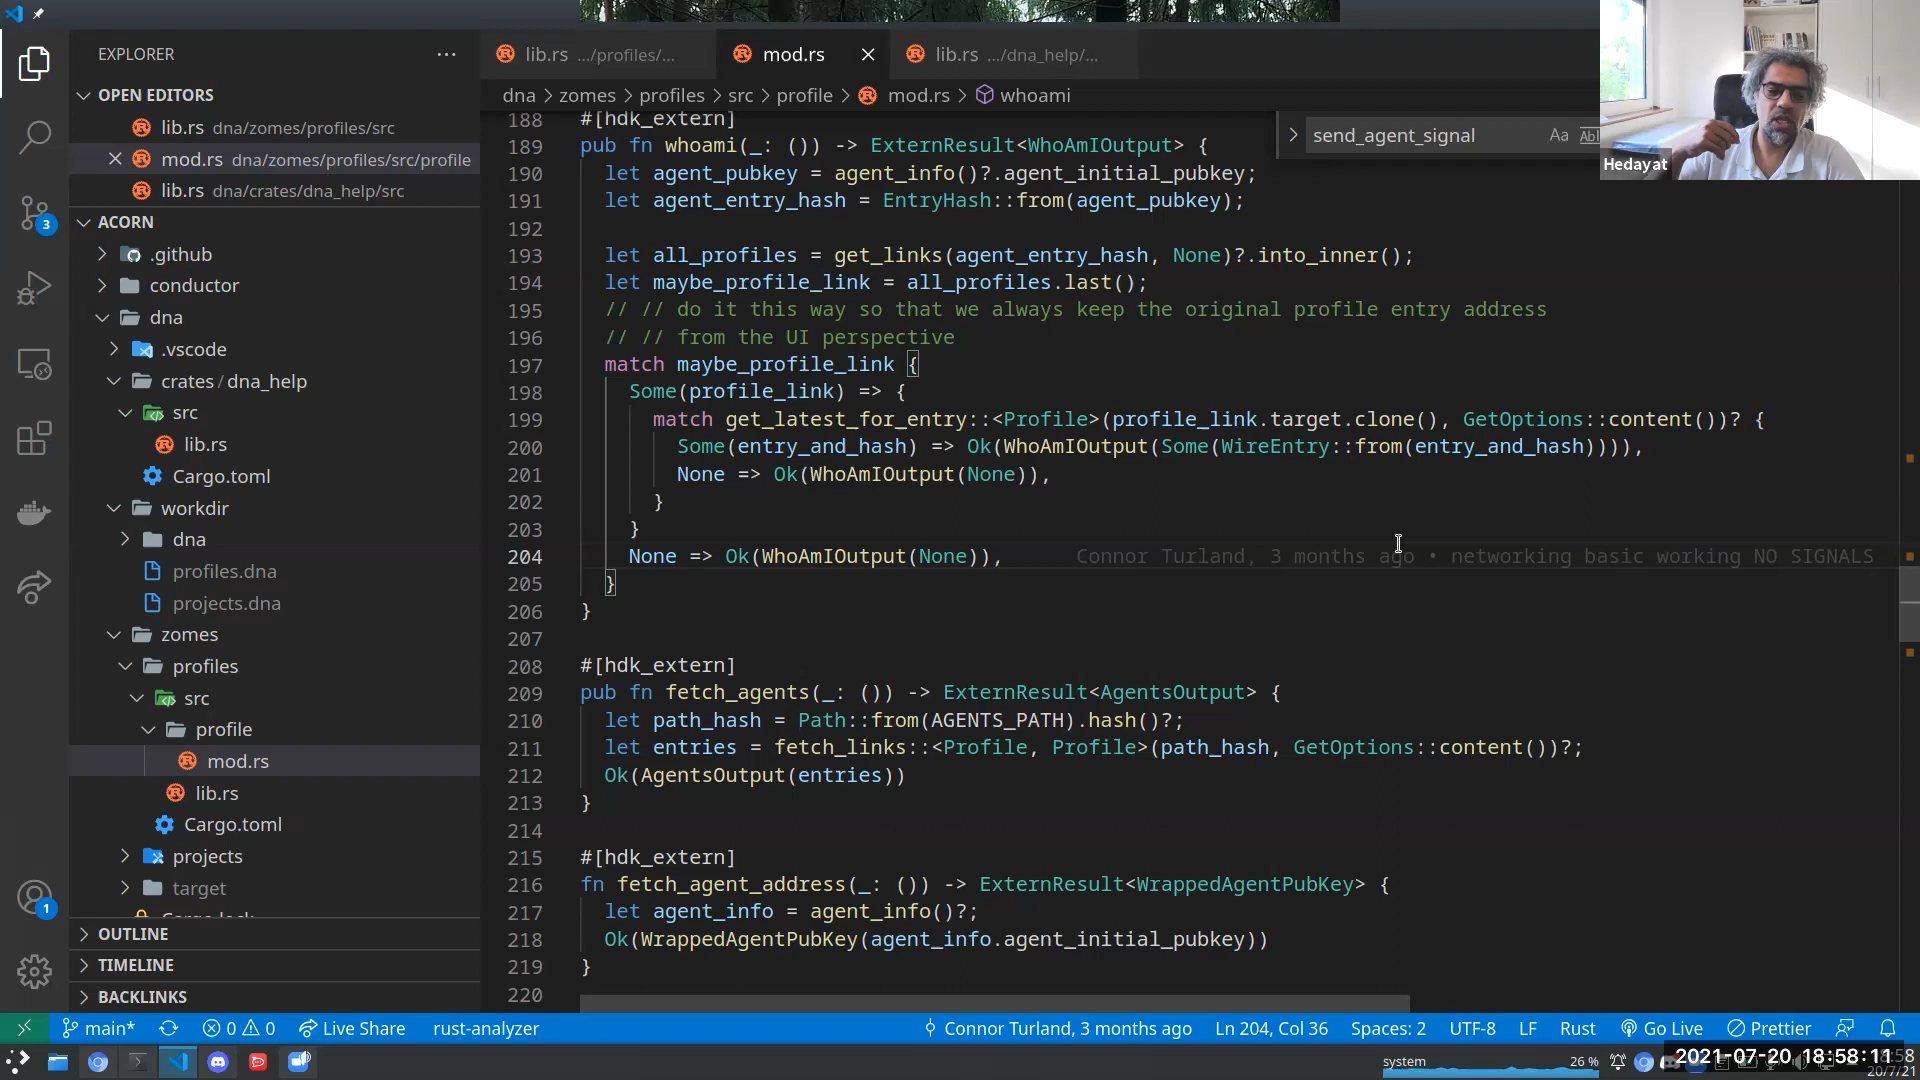 EXPLORER
OPEN EDITORS
lib.rs dna/zomes/profiles/src
mod.rs dna/zomes/profiles/src/profile
lib.rs dna/crates/dna_help/src
ACORN
.github
conductor
dna
.vscode
crates / dna_help
src
lib.rs
Cargo.toml
workdir
dna
profiles.dna
projects.dna
zomes
profiles
src
profile
mod.rs
lib.rs
Cargo.toml
projects
target
Cargo.lock
OUTLINE
TIMELINE
BACKLINKS
3
1
lib.rs .../profiles/...
mod.rs
lib.rs .../dna_help/...
dna > zomes > profiles > src > profile > mod.rs > whoami
send_agent_signal Aa Abl
Hedayat
188 #[hdk_extern]
189 pub fn whoami(_: ()) -> ExternResult<WhoAmIOutput> {
190 let agent_pubkey = agent_info()?.agent_initial_pubkey;
191 let agent_entry_hash = EntryHash::from(agent_pubkey);
192
193 let all_profiles = get_links(agent_entry_hash, None)?.into_inner();
194 let maybe_profile_link = all_profiles.last();
195 // // do it this way so that we always keep the original profile entry address
196 // // from the UI perspective
197 match maybe_profile_link {
198 Some(profile_link) => {
199 match get_latest_for_entry::<Profile>(profile_link.target.clone(), GetOptions::content())? {
200 Some(entry_and_hash) => Ok(WhoAmIOutput(Some(WireEntry::from(entry_and_hash)))),
201 None => Ok(WhoAmIOutput(None)),
202 }
203 }
204 None => Ok(WhoAmIOutput(None)), Connor Turland, 3 months ago • networking basic working NO SIGNALS
205 }
206 }
207
208 #[hdk_extern]
209 pub fn fetch_agents(_: ()) -> ExternResult<AgentsOutput> {
210 let path_hash = Path::from(AGENTS_PATH).hash()?;
211 let entries = fetch_links::<Profile, Profile>(path_hash, GetOptions::content())?;
212 Ok(AgentsOutput(entries))
213 }
214
215 #[hdk_extern]
216 fn fetch_agent_address(_: ()) -> ExternResult<WrappedAgentPubKey> {
217 let agent_info = agent_info()?;
218 Ok(WrappedAgentPubKey(agent_info.agent_initial_pubkey))
219 }
220
main* 0 0 Live Share rust-analyzer Connor Turland, 3 months ago Ln 204, Col 36 Spaces: 2 UTF-8 LF Rust Go Live Prettier
system 26 % 2021-07-20 18:58:18
20/7/21